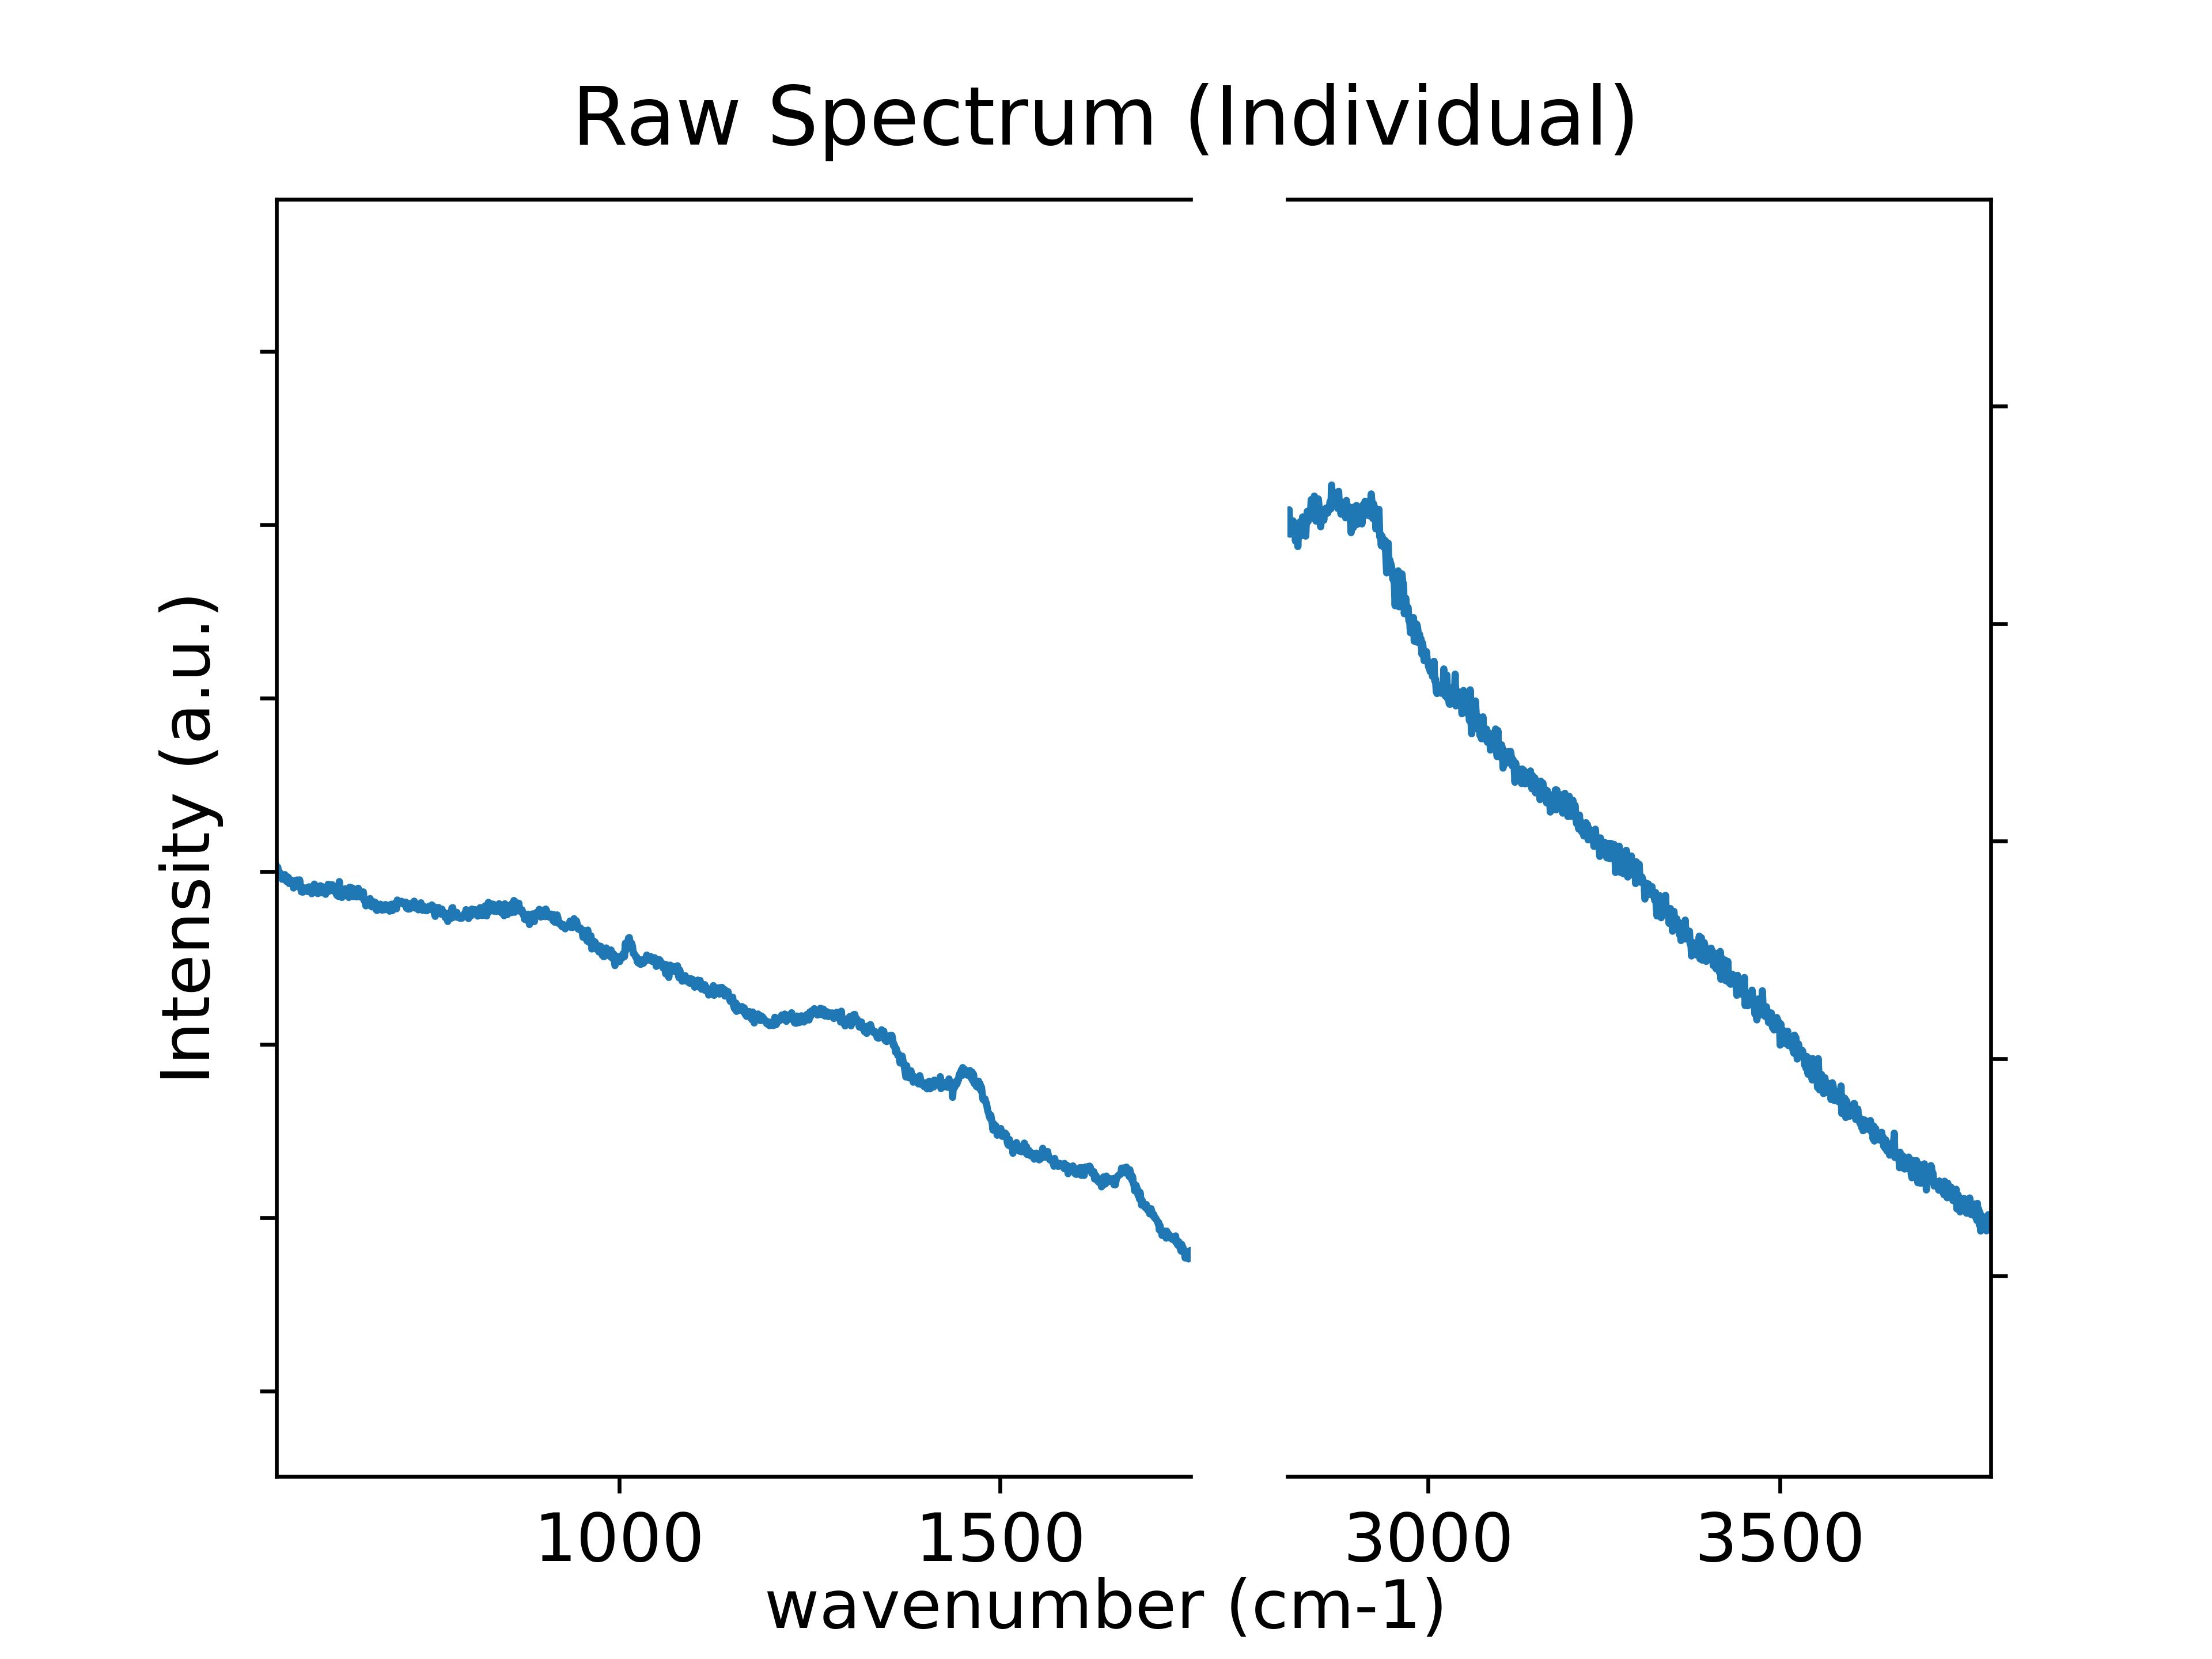 Raw Spectrum (Individual)
Intensity (a.u.)
1000 1500 3000 3500
wavenumber (cm-1)